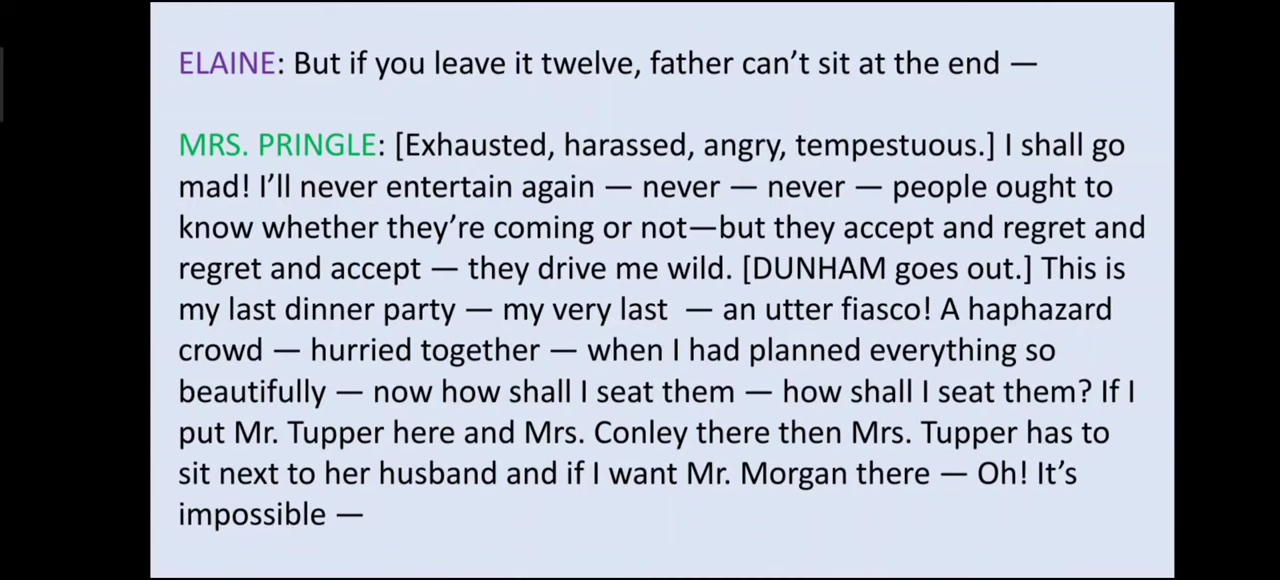 ELAINE: But if you leave it twelve, father can’t sit at the end —
MRS. PRINGLE: [Exhausted, harassed, angry, tempestuous.] I shall go
mad! I’ll never entertain again — never — never — people ought to
know whether they’re coming or not—but they accept and regret and
regret and accept — they drive me wild. [DUNHAM goes out.] This is
my last dinner party — my very last  — an utter fiasco! A haphazard
crowd — hurried together — when I had planned everything so
beautifully — now how shall I seat them — how shall I seat them? If I
put Mr. Tupper here and Mrs. Conley there then Mrs. Tupper has to
sit next to her husband and if I want Mr. Morgan there — Oh! It’s
impossible —